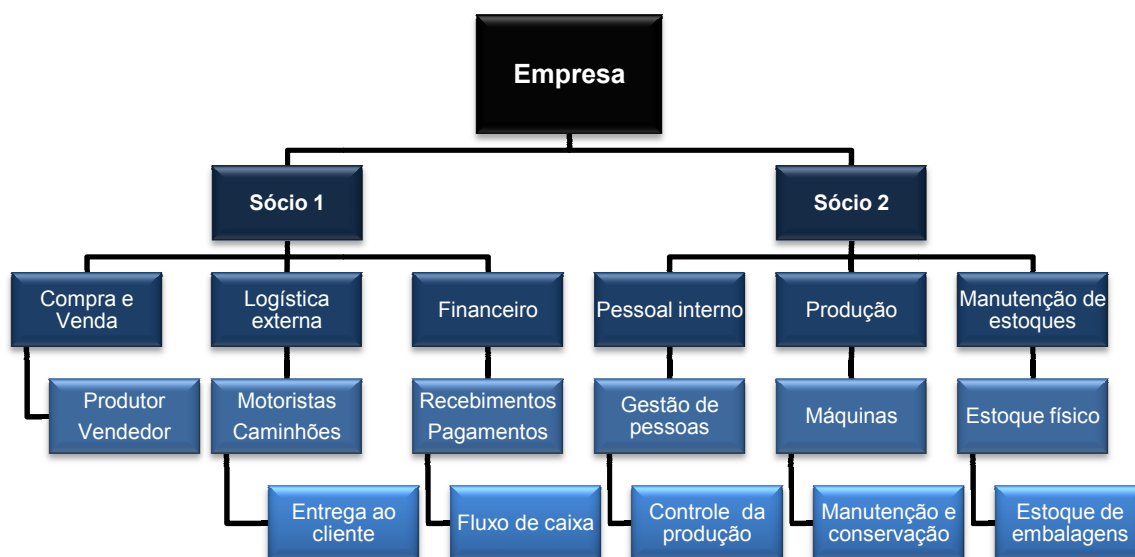 Empresa
Sócio 1
Sócio 2
Compra e
Venda
Logística
externa
Financeiro
Pessoal interno
Produção
Manutenção de
estoques
Produtor
Vendedor
Motoristas
Caminhões
Recebimentos
Pagamentos
Gestão de
pessoas
Máquinas
Estoque físico
Entrega ao
cliente
Fluxo de caixa
Controle da
produção
Manutenção e
conservação
Estoque de
embalagens